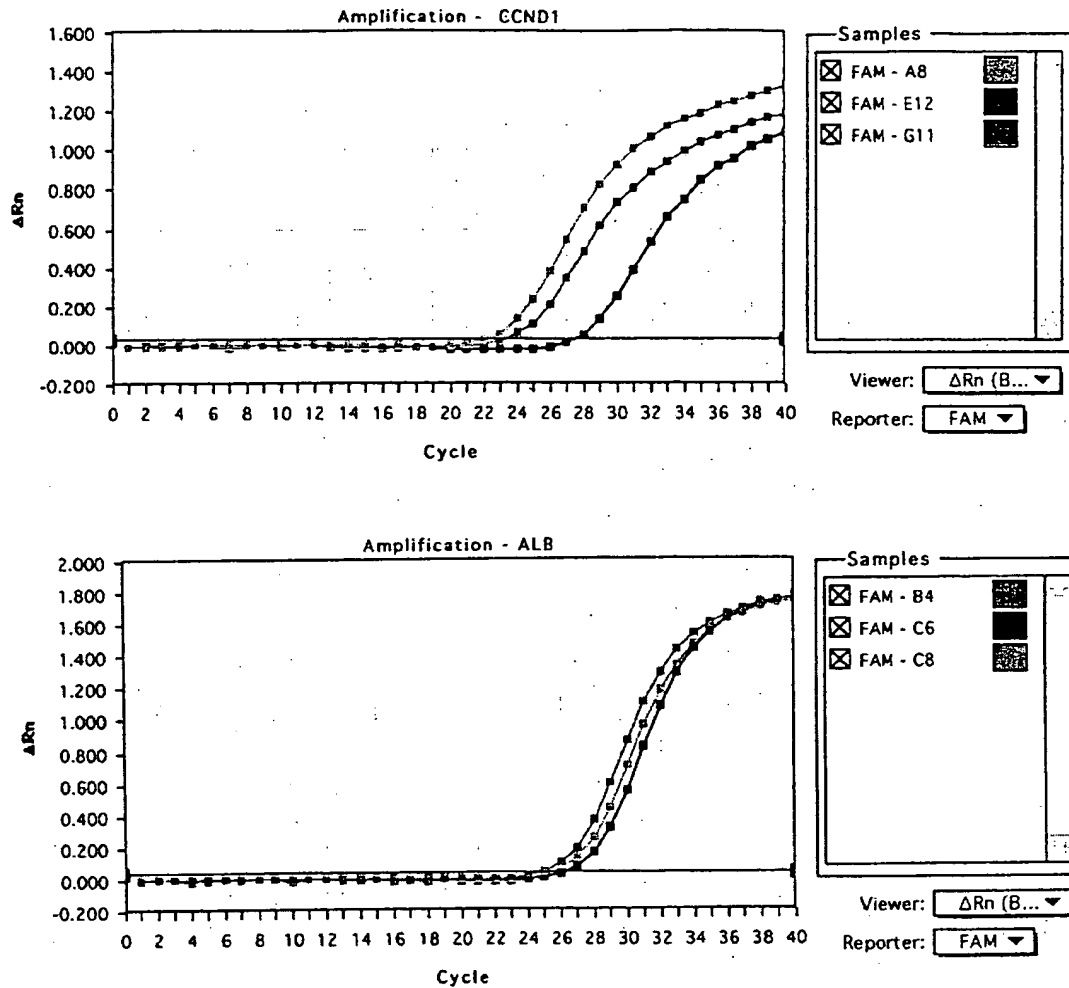 Amplification - CCND1
1.600
1.400
1.200
1.000
0.800
0.600
0.400
0.200
0.000
-0.200
ΔRn
0 2 4 6 8 10 12 14 16 18 20 22 24 26 28 30 32 34 36 38 40
Cycle
Samples
FAM - A8
FAM - E12
FAM - G11
Viewer: ΔRn (B... ▼
Reporter: FAM ▼
Amplification - ALB
2.000
1.800
1.600
1.400
1.200
1.000
0.800
0.600
0.400
0.200
0.000
-0.200
ΔRn
0 2 4 6 8 10 12 14 16 18 20 22 24 26 28 30 32 34 36 38 40
Cycle
Samples
FAM - B4
FAM - C6
FAM - C8
Viewer: ΔRn (B... ▼
Reporter: FAM ▼